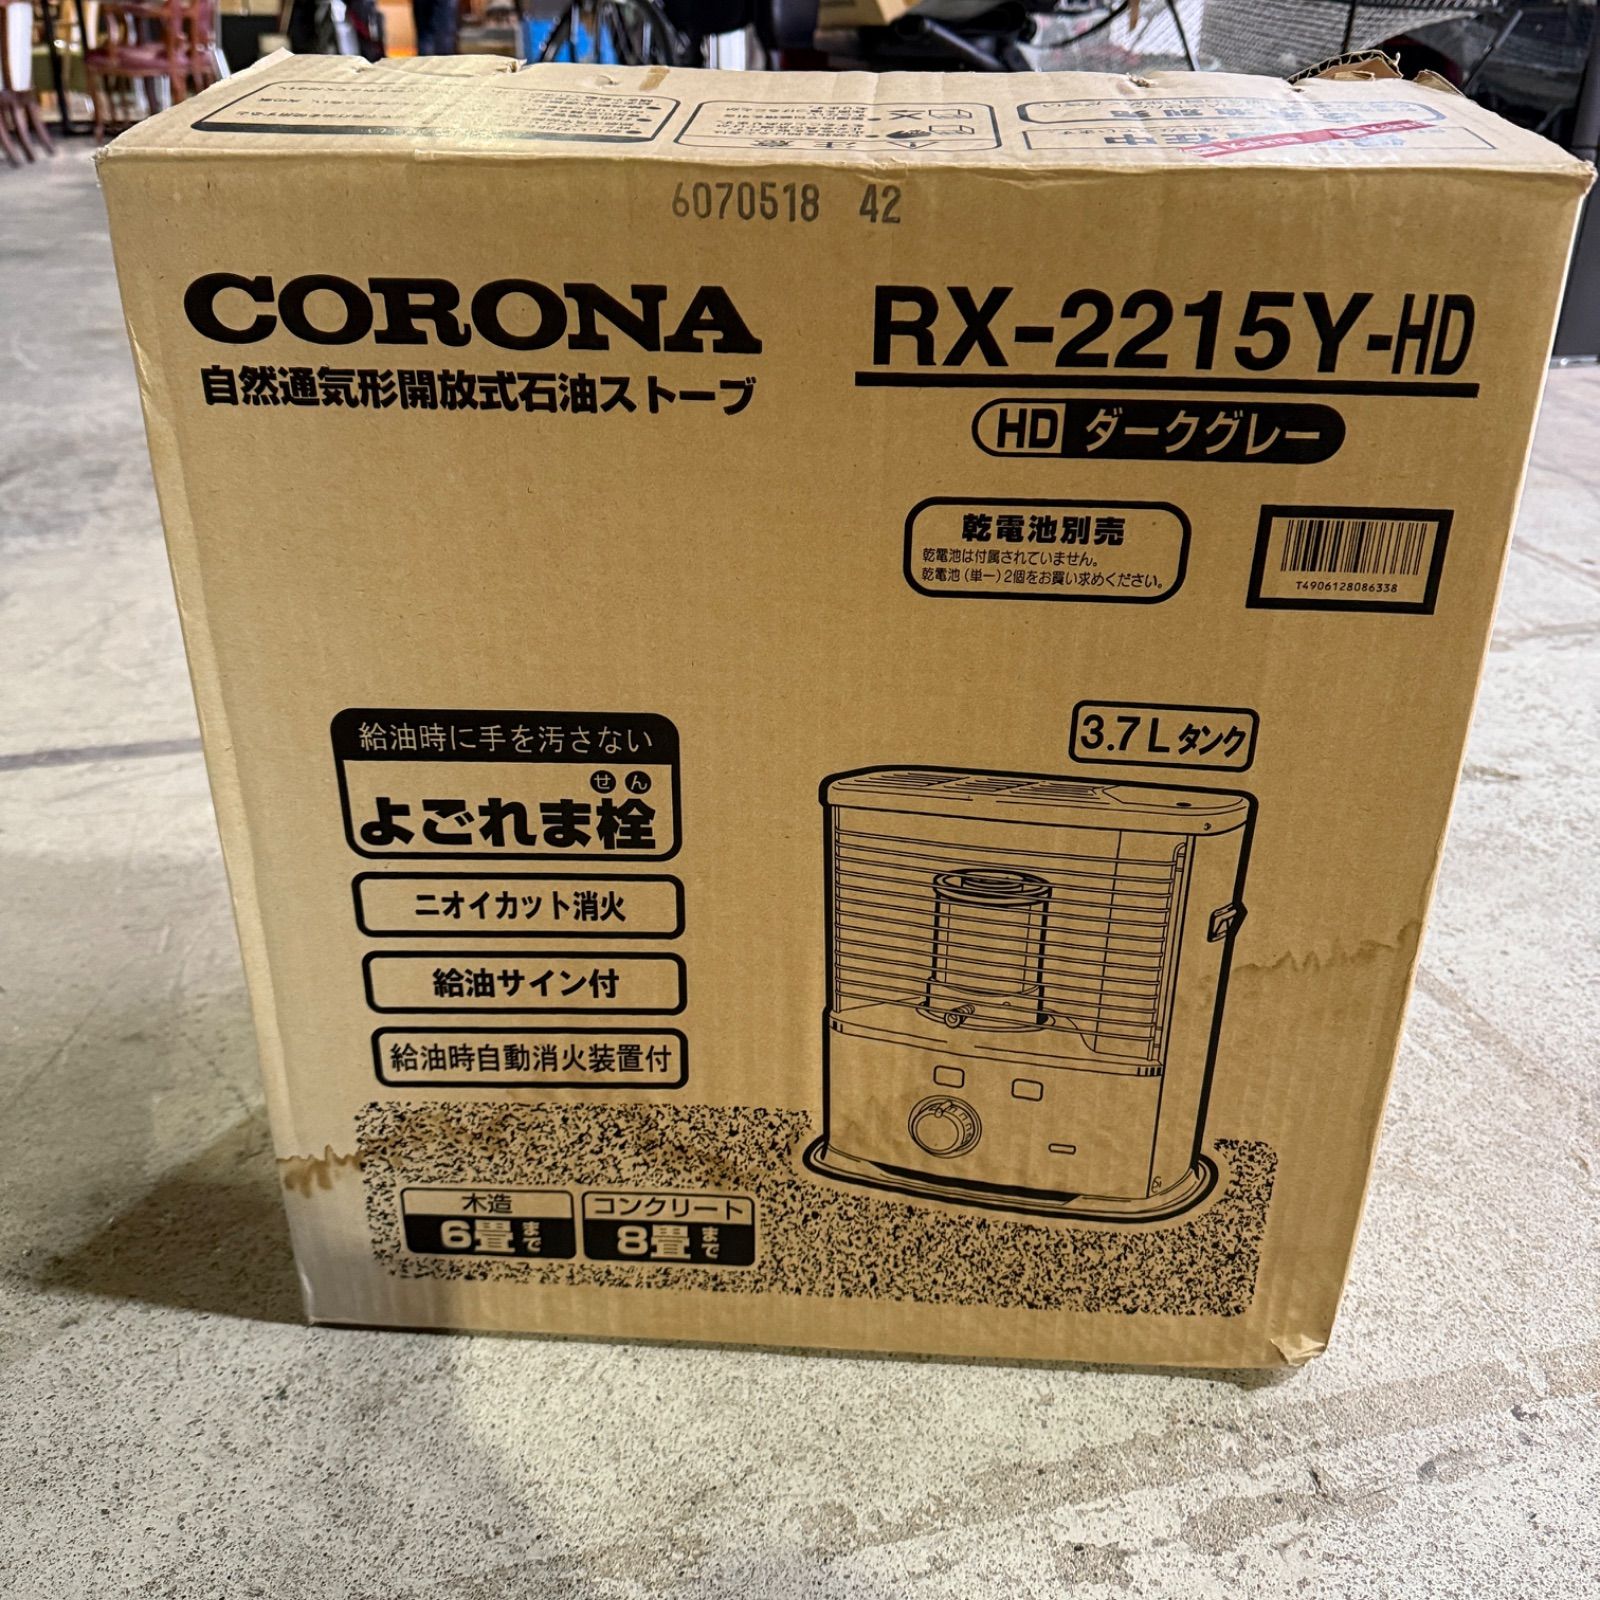 注意
6070518 42
CORONA
自然通気形開放式石油ストーブ
RX-2215Y-HD
HD ダークグレー
乾電池別売
乾電池は付属されていません。
乾電池(単一)2個をお買い求めください。
T4906128086338
給油時に手を汚さない
せん
よごれま栓
ニオイカット消火
給油サイン付
給油時自動消火装置付
3.7Lタンク
木造
6畳まで
コンクリート
8畳まで